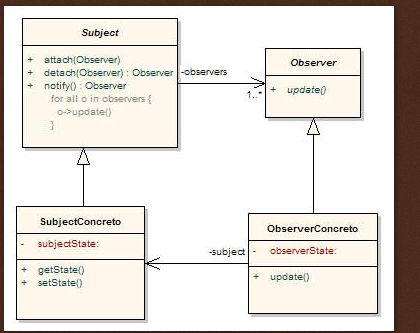 Subject
+ attach(Observer)
+ detach(Observer) : Observer
+ notify() : Observer
for all o in observers {
o->update()
}
-observers
1..*
Observer
+ update()
SubjectConcreto
- subjectState:
+ getState()
+ setState()
-subject
ObserverConcreto
- observerState:
+ update()